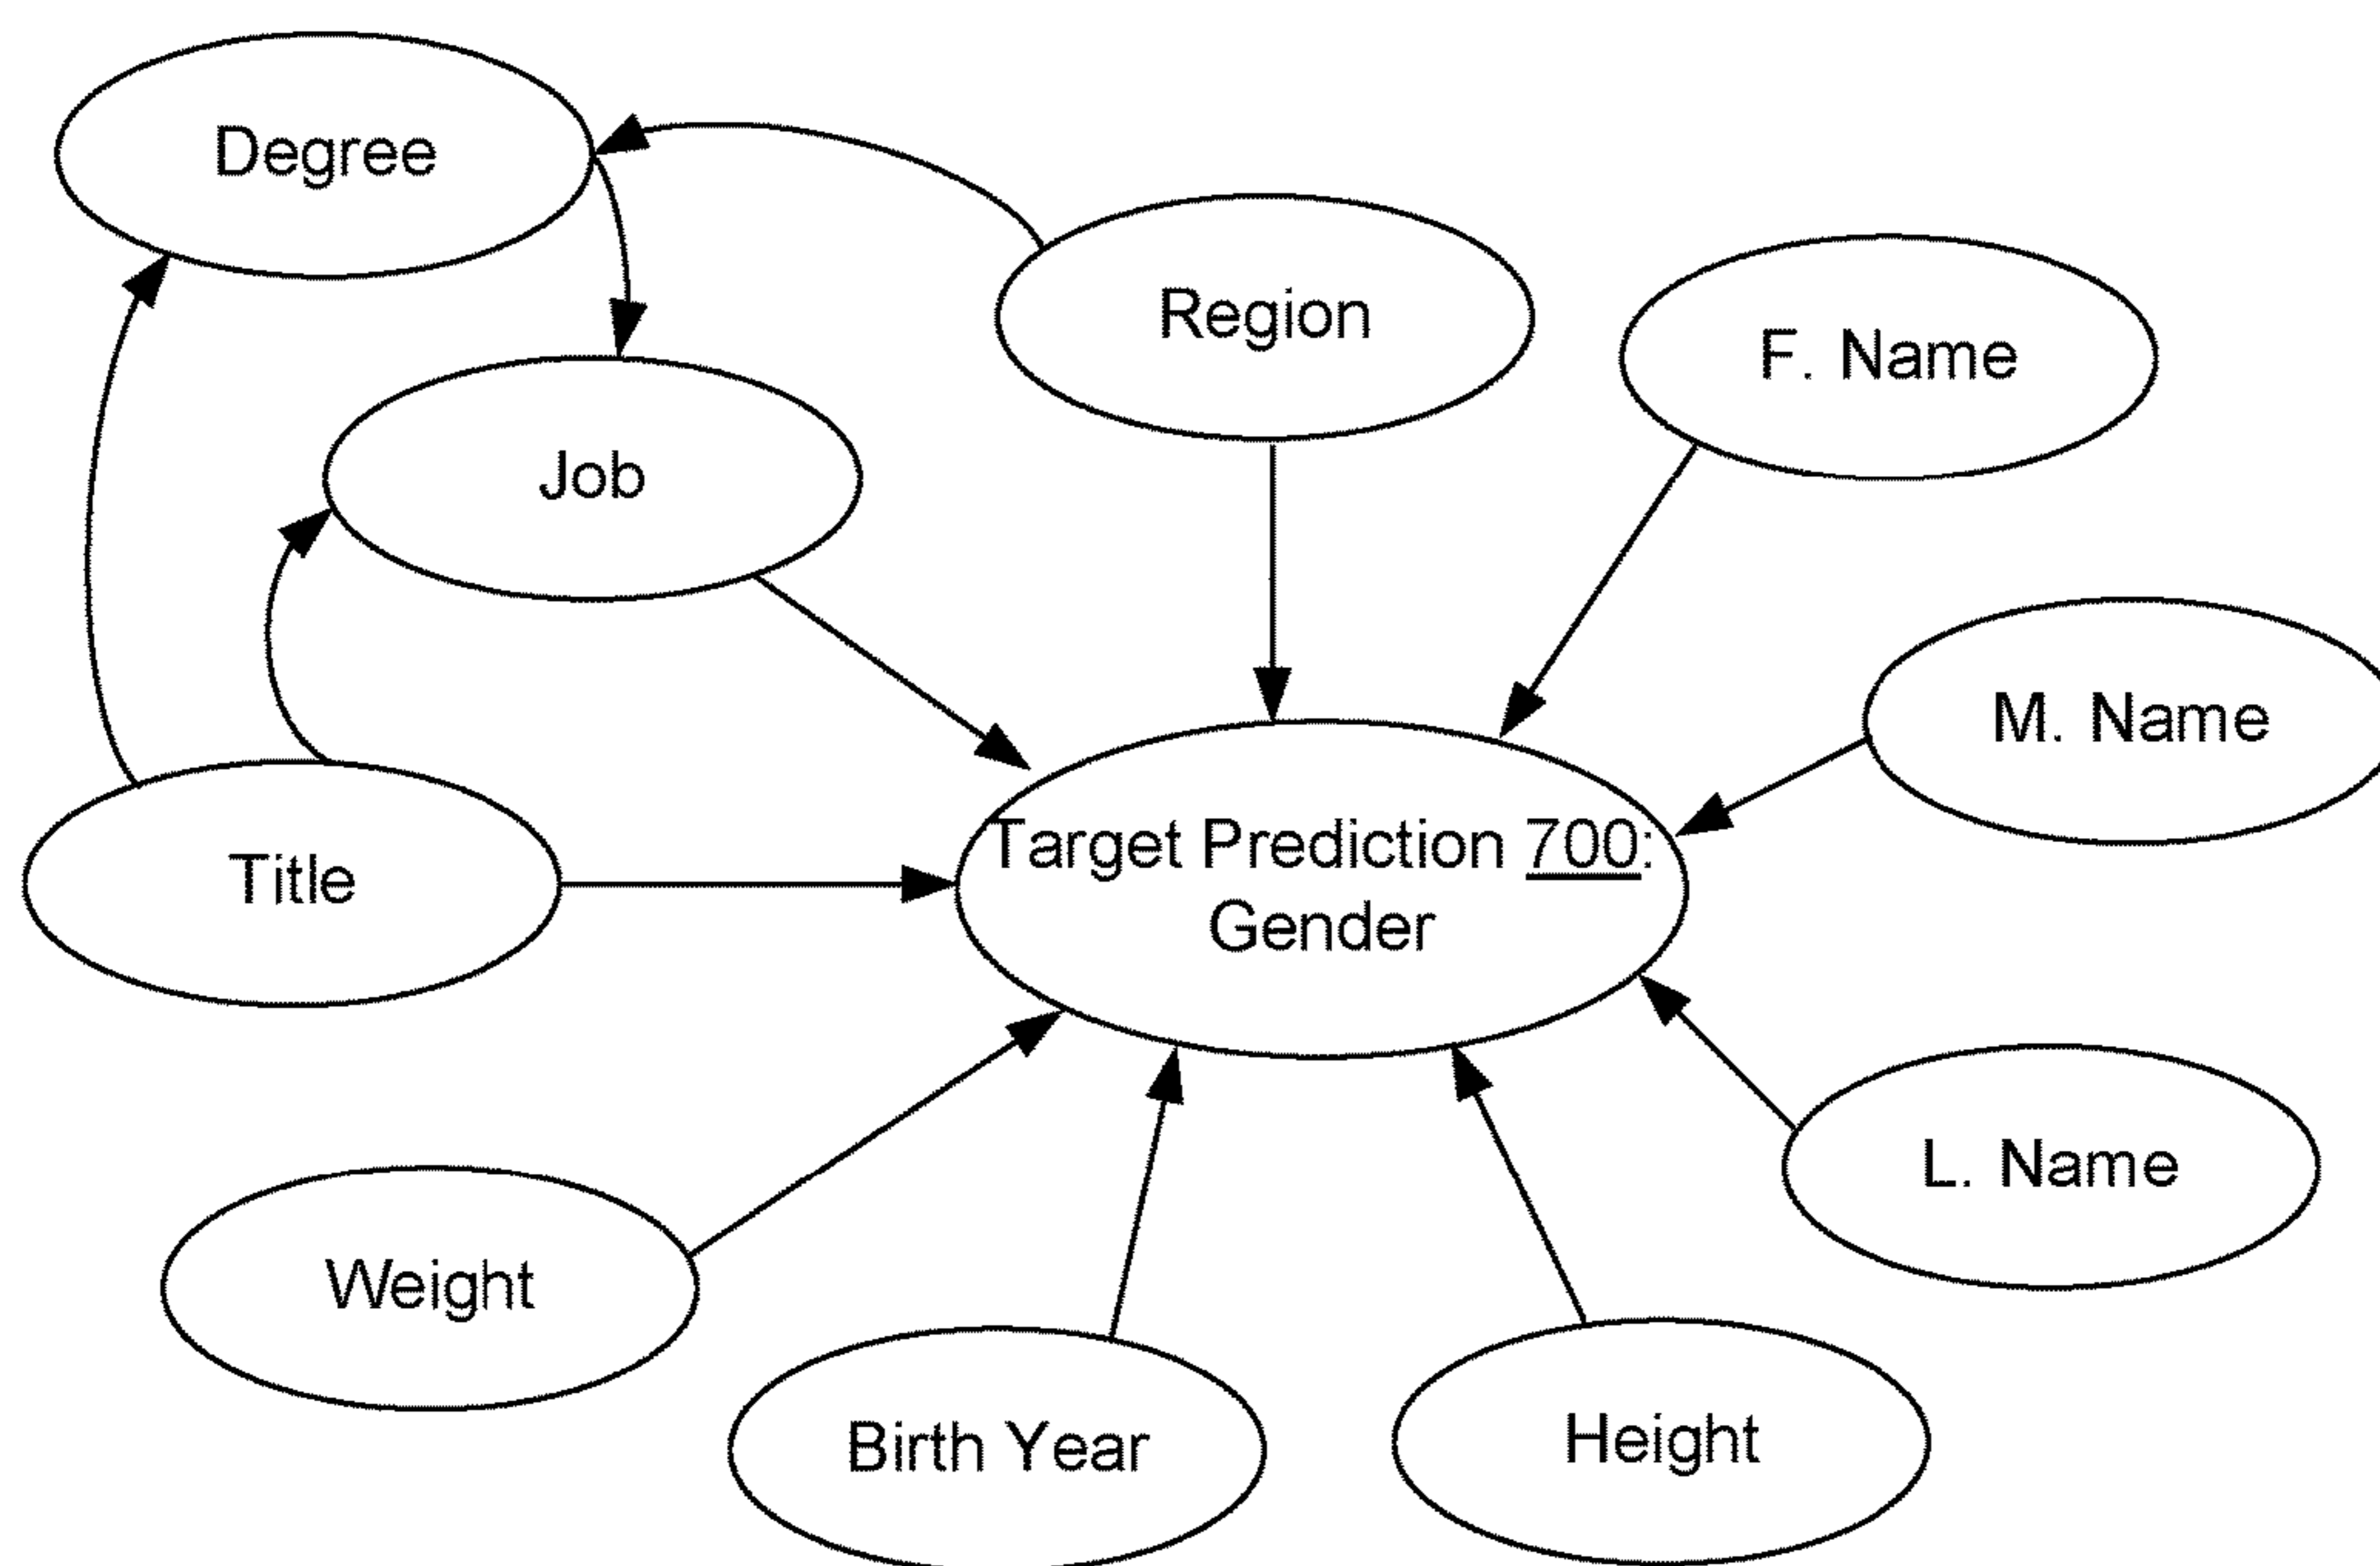 Degree
Region
F. Name
Job
M. Name
Target Prediction 700:
Gender
Title
L. Name
Weight
Birth Year
Height